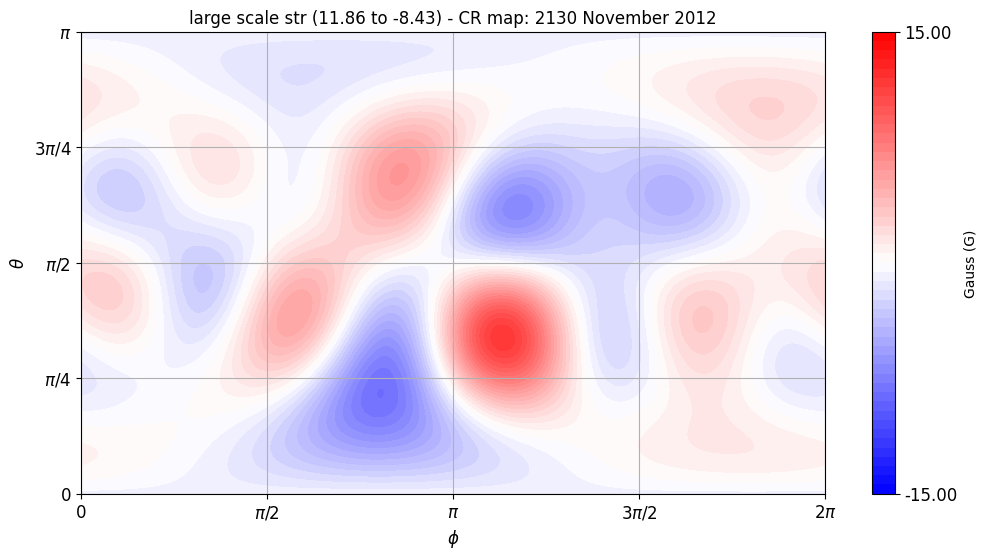 large scale str (11.86 to -8.43) - CR map: 2130 November 2012
π
3π/4
π/2
π/4
0
θ
0
π/2
π
3π/2
2π
ϕ
15.00
-15.00
Gauss (G)